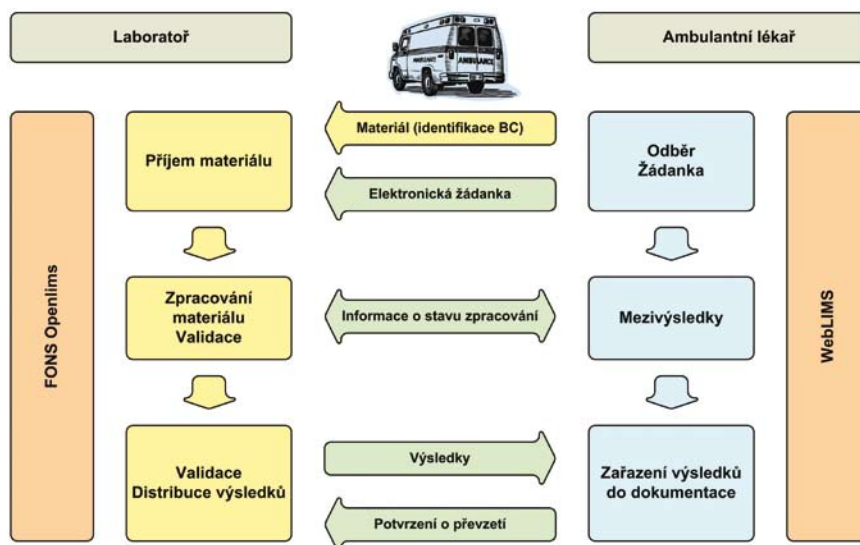 Laboratoř
Ambulantní lékař
AMBULANCE
FONS Openlims
Příjem materiálu
Materiál (identifikace BC)
Elektronická žádanka
Odběr
Žádanka
WebLIMS
Zpracování
materiálu
Validace
Informace o stavu zpracování
Mezivýsledky
Validace
Distribuce výsledků
Výsledky
Potvrzení o převzetí
Zařazení výsledků
do dokumentace